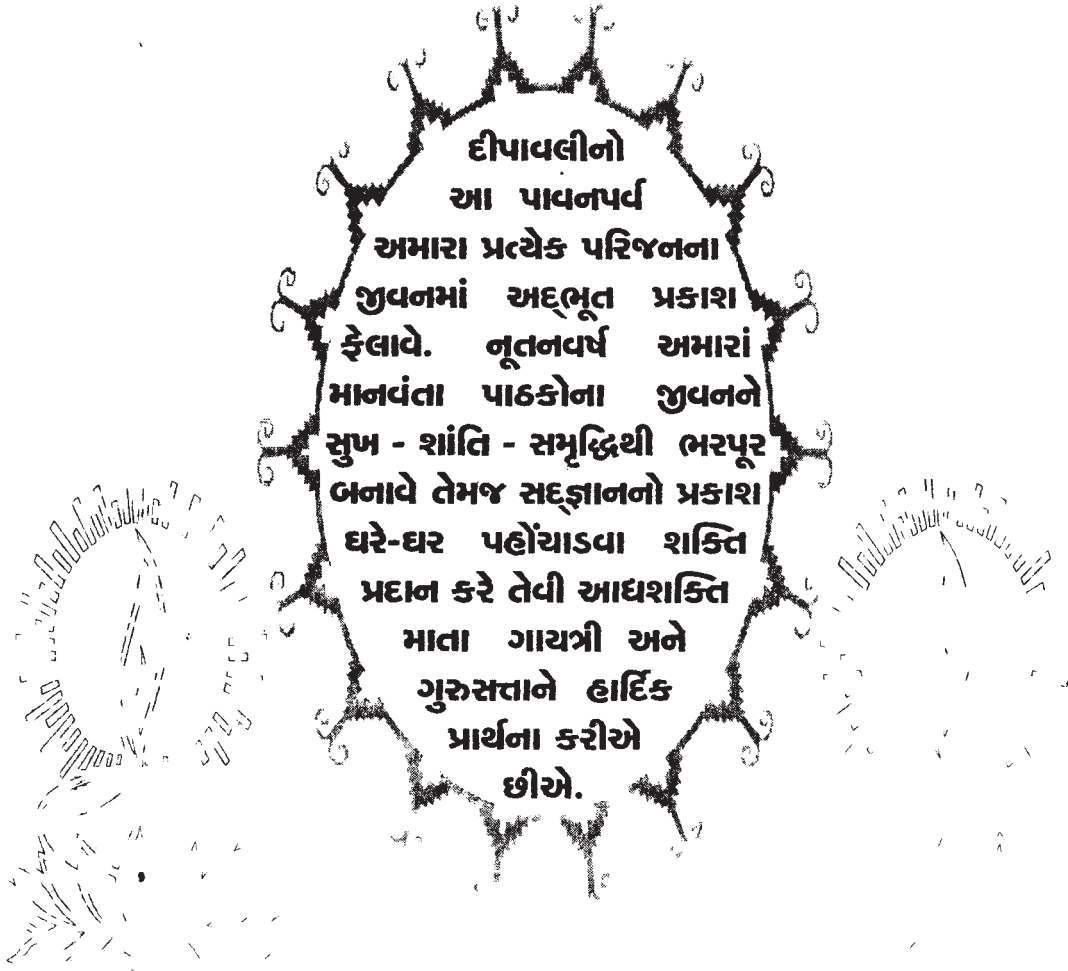 દીપાવલીનો
આ પાવનપર્વ
અમારા પ્રત્યેક પરિજનના
જીવનમાં અદ્‌ભૂત પ્રકાશ
ફેલાવે. નૂતનવર્ષ અમારાં
માનવંતા પાઠકોના જીવનને
સુખ - શાંતિ - સમૃદ્ધિથી ભરપૂર
બનાવે તેમજ સદ્‌જ્ઞાનનો પ્રકાશ
ઘરે-ઘર પહોંચાડવા શક્તિ
પ્રદાન કરે તેવી આદ્યશક્તિ
માતા ગાયત્રી અને
ગુરુસત્તાને હાર્દિક
પ્રાર્થના કરીએ
છીએ.